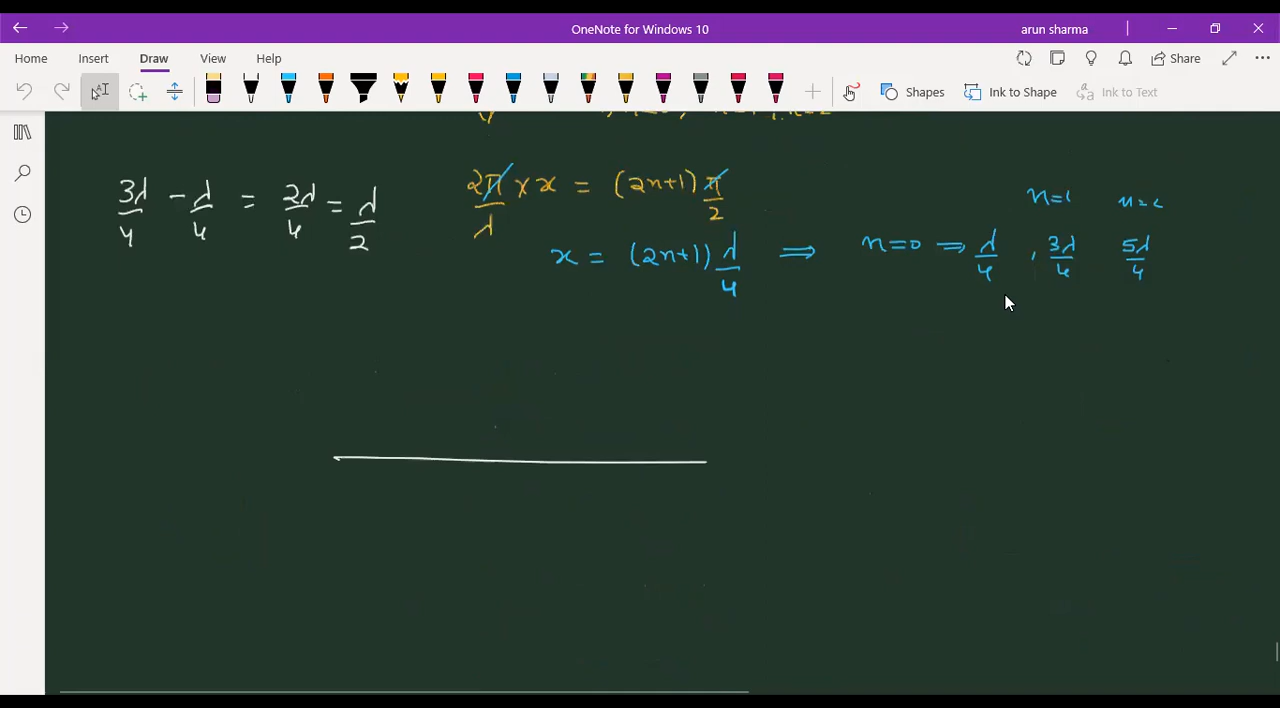 OneNote for Windows 10
arun sharma
Home Insert Draw View Help
Share
Shapes Ink to Shape Ink to Text
3λ/4 - λ/4 = 2λ/4 = λ/2
2π/λ × x = (2n+1) π/2
n=1
x = (2n+1) λ/4 ⟹ n=0 ⟹ λ/4 , 3λ/4 5λ/4